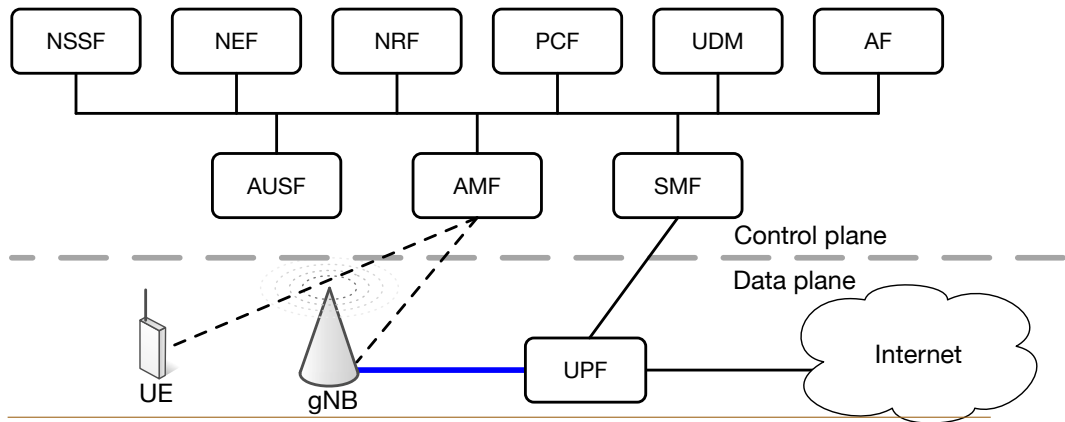 NSSF NEF NRF PCF UDM AF
AUSF AMF SMF
Control plane
Data plane
UPF Internet
UE gNB